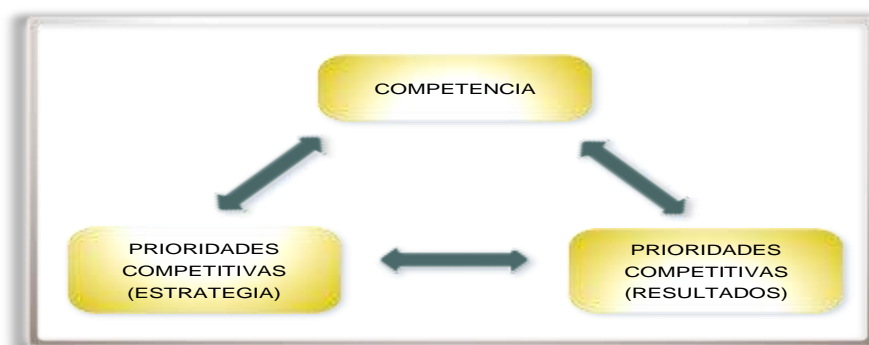 COMPETENCIA
PRIORIDADES
COMPETITIVAS
(ESTRATEGIA)
PRIORIDADES
COMPETITIVAS
(RESULTADOS)